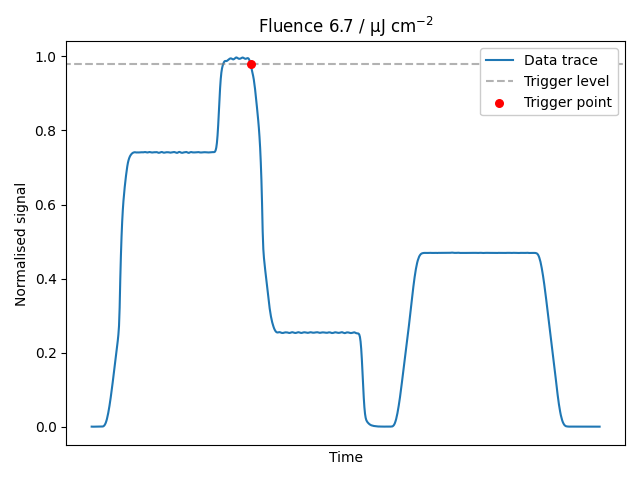 Fluence 6.7 / μJ cm⁻²
Normalised signal
1.0
0.8
0.6
0.4
0.2
0.0
Data trace
Trigger level
Trigger point
Time